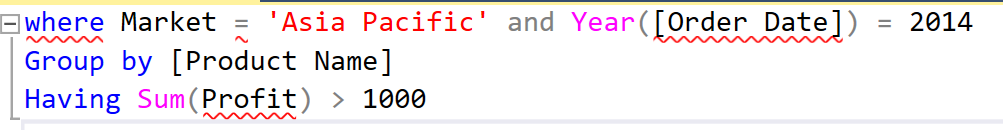 where Market = 'Asia Pacific' and Year([Order Date]) = 2014
Group by [Product Name]
Having Sum(Profit) > 1000